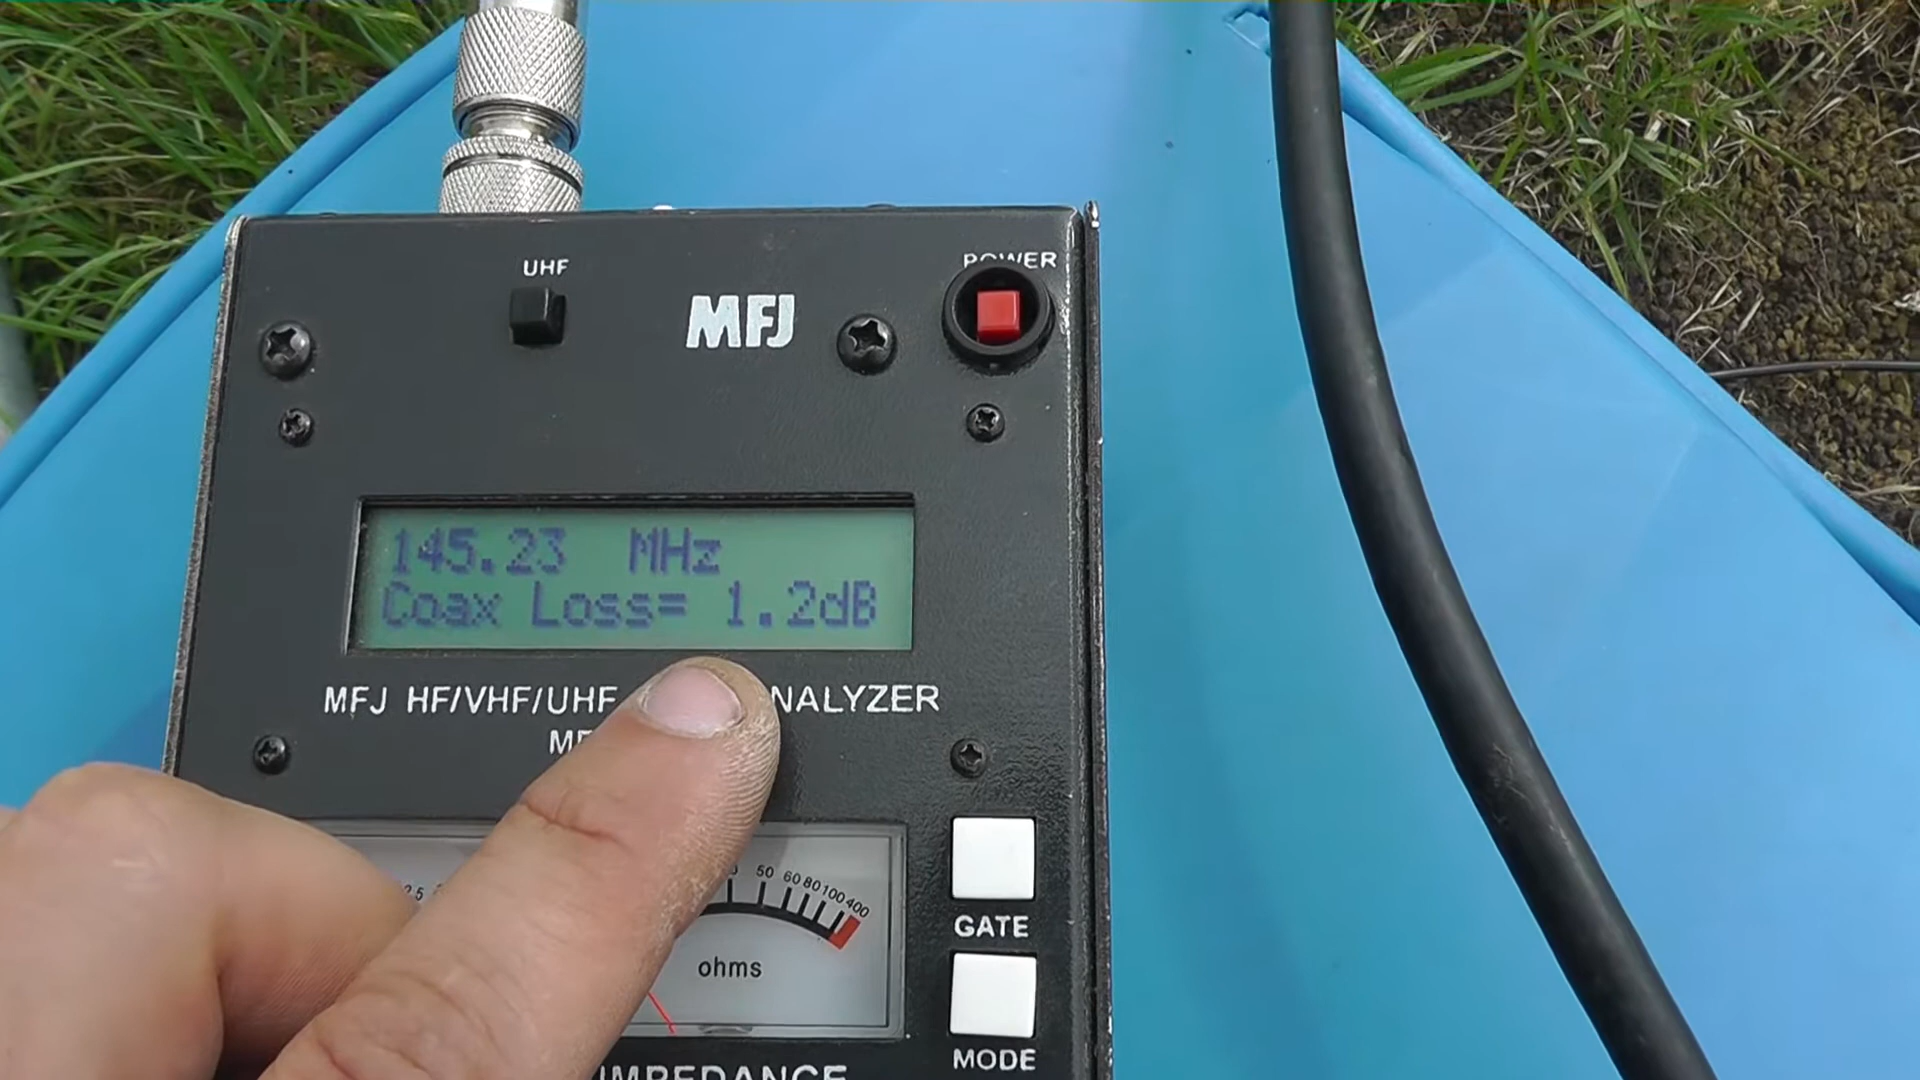 UHF
MFJ
POWER
145.23 MHz
Coax Loss= 1.2dB
MFJ HF/VHF/UHF NALYZER
50 60 80 100 400
ohms
GATE
MODE
IMPEDANCE